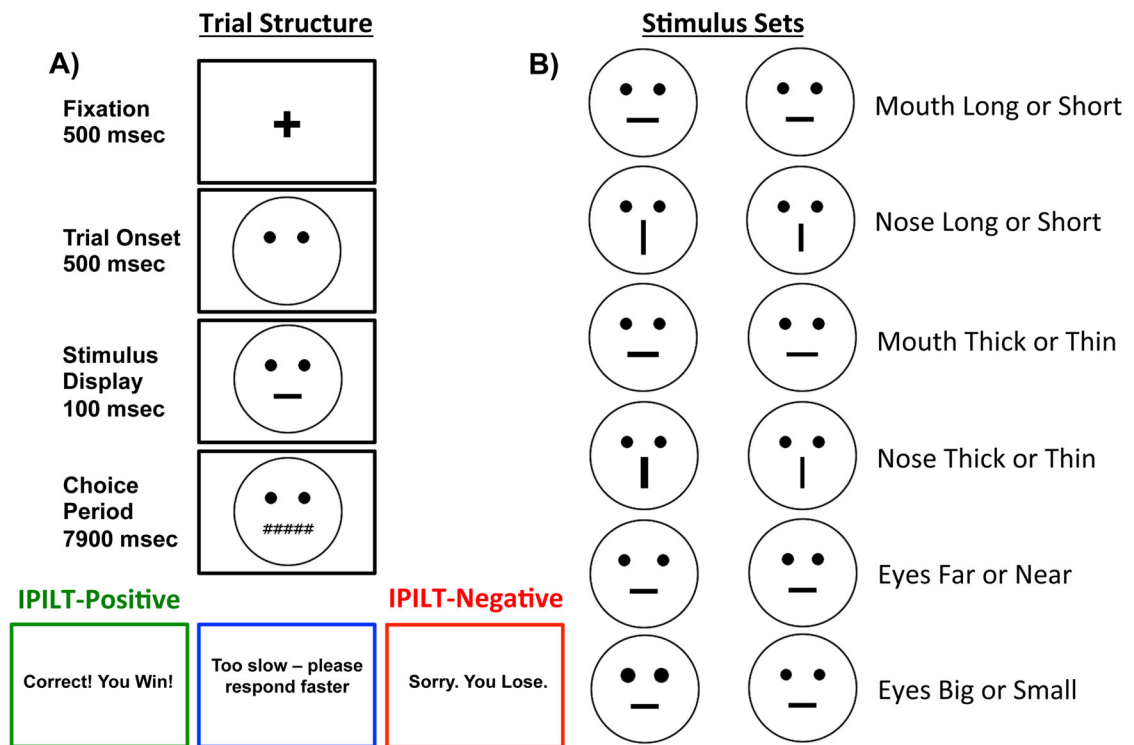 Trial Structure
A)
Fixation
500 msec
+
Trial Onset
500 msec
Stimulus
Display
100 msec
Choice
Period
7900 msec
#####
IPILT-Positive
IPILT-Negative
Correct! You Win!
Too slow – please
respond faster
Sorry. You Lose.
Stimulus Sets
B)
Mouth Long or Short
Nose Long or Short
Mouth Thick or Thin
Nose Thick or Thin
Eyes Far or Near
Eyes Big or Small